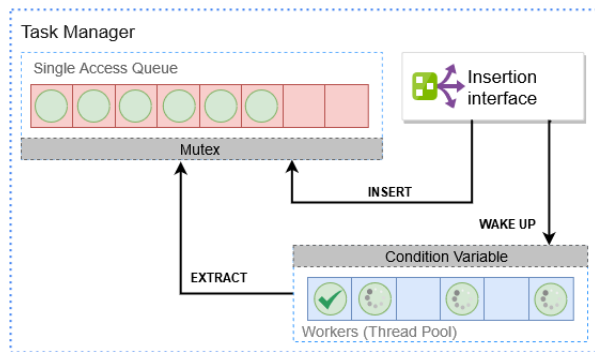 Task Manager
Single Access Queue
Insertion
interface
Mutex
INSERT
WAKE UP
Condition Variable
EXTRACT
Workers (Thread Pool)